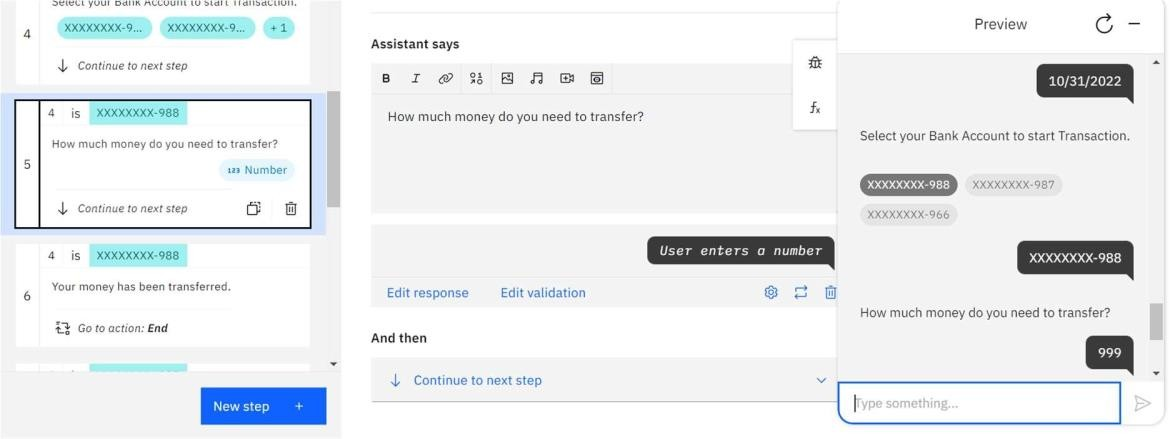 Select your Bank Account to start Transaction.
4
XXXXXXXX-9...
XXXXXXXX-9...
+ 1
Continue to next step
4 is XXXXXXXX-988
How much money do you need to transfer?
5
123 Number
Continue to next step
4 is XXXXXXXX-988
Your money has been transferred.
6
Go to action: End
New step +
Assistant says
B I
How much money do you need to transfer?
User enters a number
Edit response
Edit validation
And then
Continue to next step
fx
Preview
10/31/2022
Select your Bank Account to start Transaction.
XXXXXXXX-988
XXXXXXXX-987
XXXXXXXX-966
XXXXXXXX-988
How much money do you need to transfer?
999
Type something...